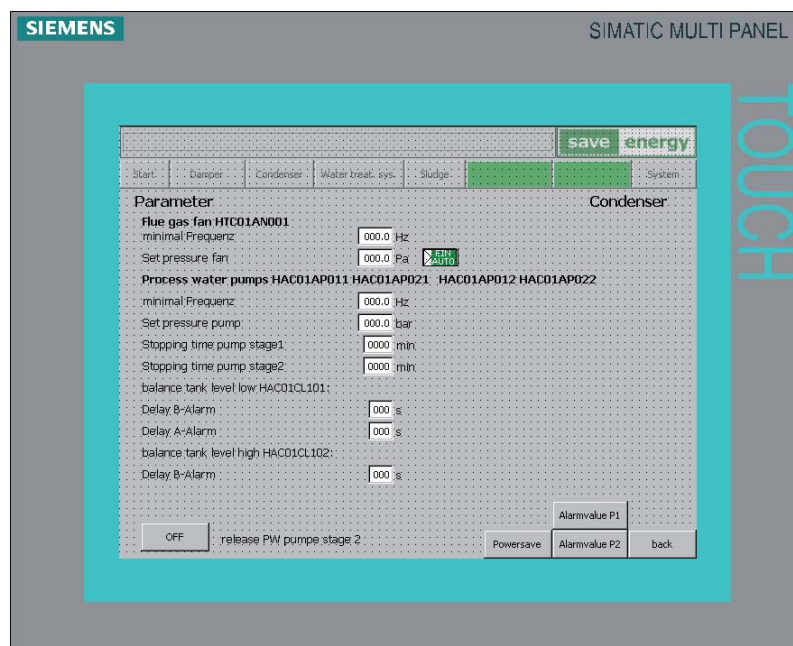 SIEMENS
SIMATIC MULTI PANEL
TOUCH
save energy
Start Damper Condenser Water treat. sys. Sludge System
Parameter Condenser
Flue gas fan HTC01AN001
minimal Frequenz 000.0 Hz
Set pressure fan 000.0 Pa EIN AUTO
Process water pumps HAC01AP011 HAC01AP021 HAC01AP012 HAC01AP022
minimal Frequenz 000.0 Hz
Set pressure pump 000.0 bar
Stopping time pump stage1 0000 min
Stopping time pump stage2 0000 min
balance tank level low HAC01CL101:
Delay B-Alarm 000 s
Delay A-Alarm 000 s
balance tank level high HAC01CL102:
Delay B-Alarm 000 s
Alarmvalue P1
OFF release PW pumpe stage 2 Powersave Alarmvalue P2 back